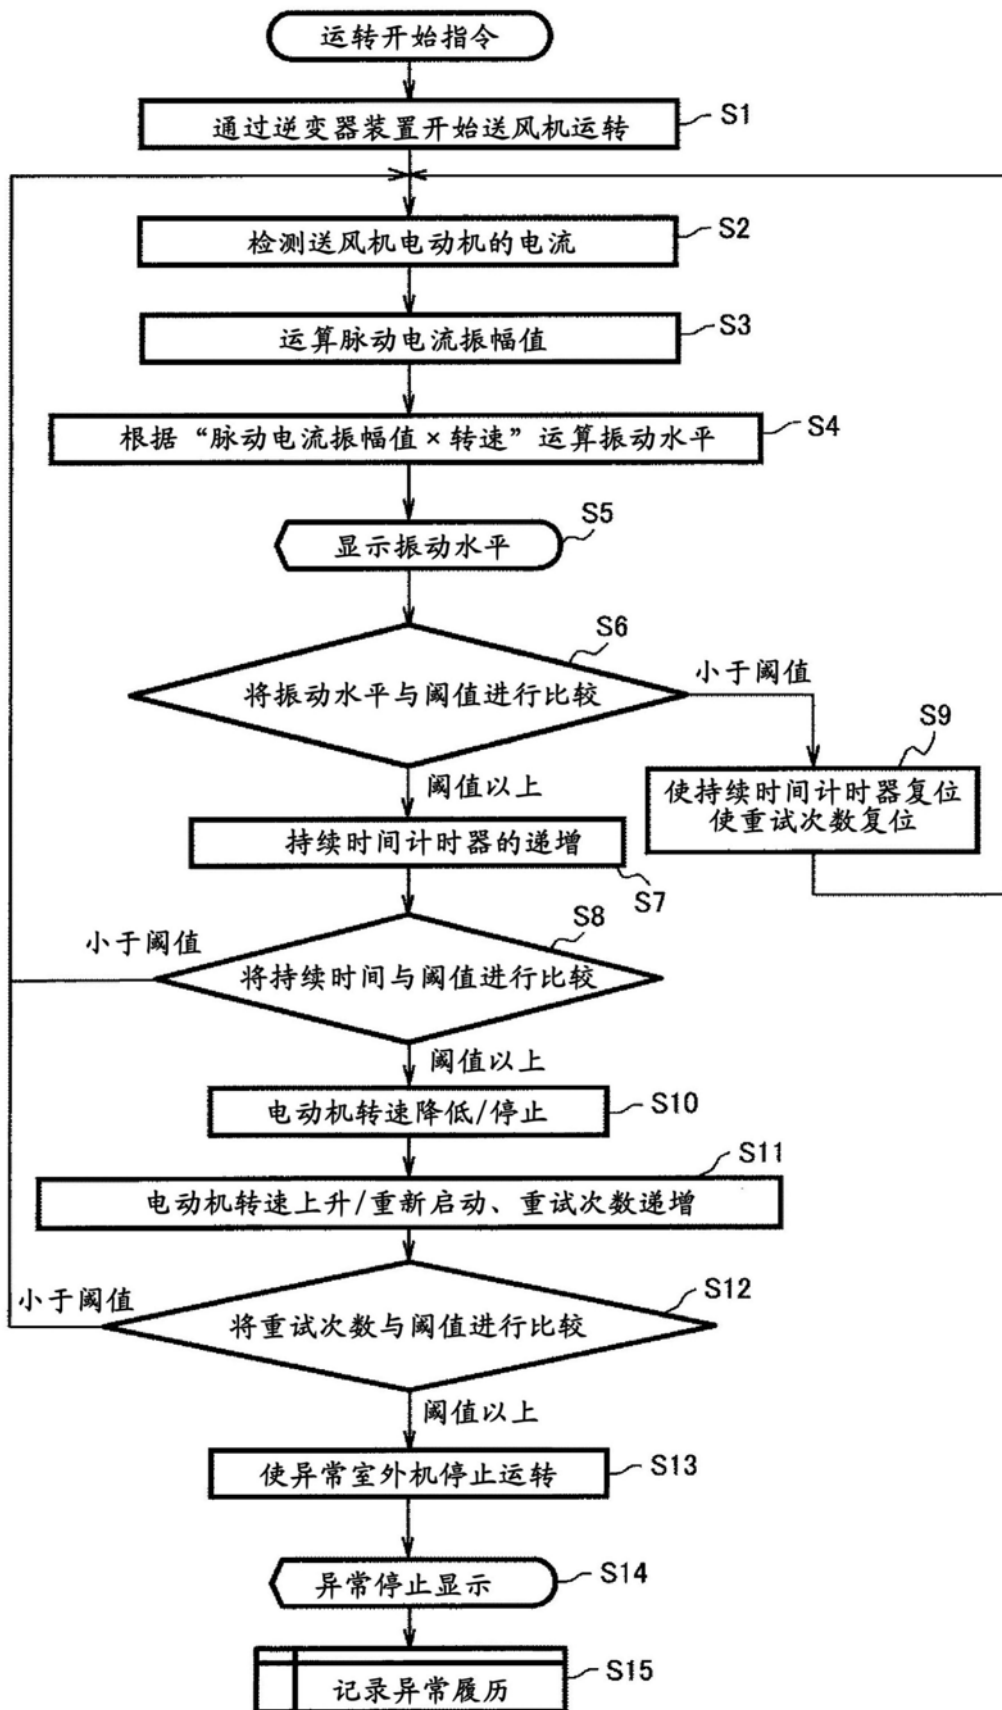 运转开始指令
通过逆变器装置开始送风机运转
S1
检测送风机电动机的电流
S2
运算脉动电流振幅值
S3
根据“脉动电流振幅值×转速”运算振动水平
S4
显示振动水平
S5
将振动水平与阈值进行比较
S6
小于阈值
阈值以上
使持续时间计时器复位
使重试次数复位
S9
持续时间计时器的递增
S7
将持续时间与阈值进行比较
S8
小于阈值
阈值以上
电动机转速降低/停止
S10
电动机转速上升/重新启动、重试次数递增
S11
将重试次数与阈值进行比较
S12
小于阈值
阈值以上
使异常室外机停止运转
S13
异常停止显示
S14
记录异常履历
S15